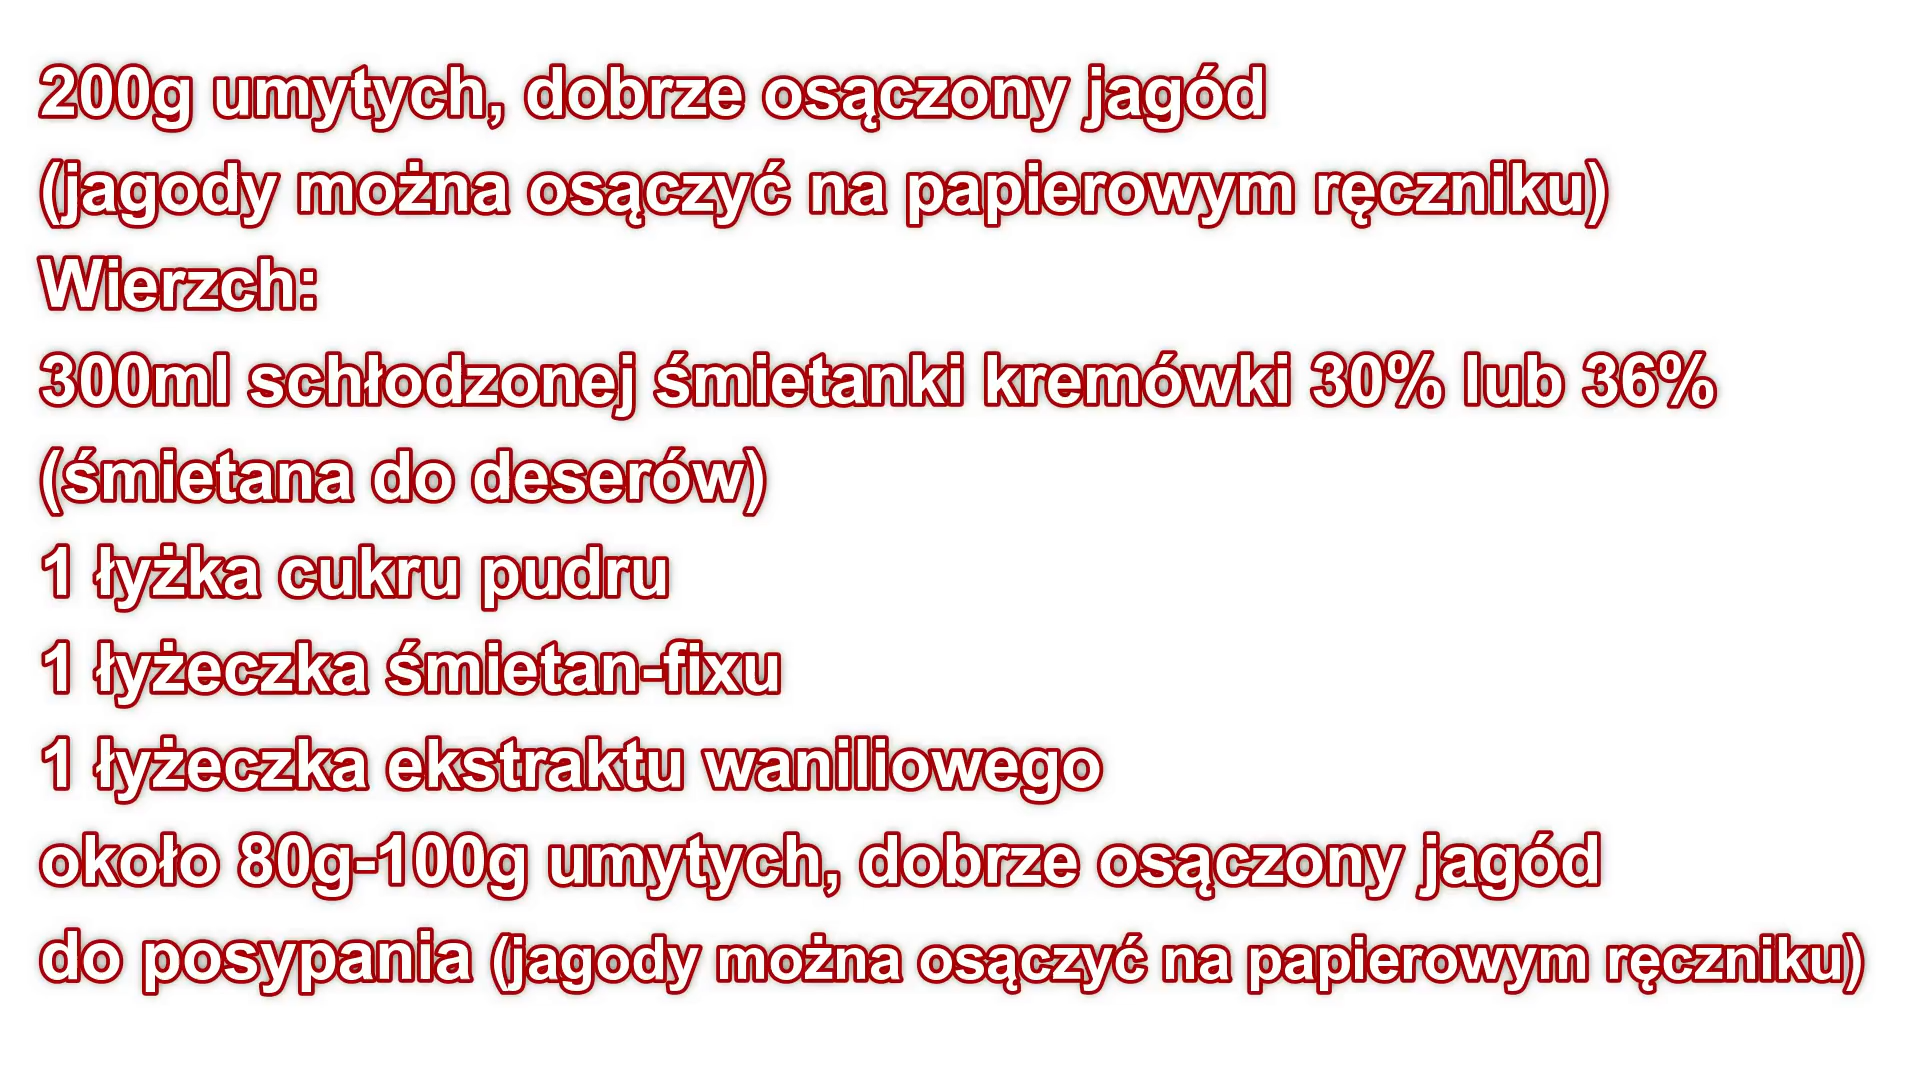 200g umytych, dobrze osączony jagód
(jagody można osączyć na papierowym ręczniku)
Wierzch:
300ml schłodzonej śmietanki kremówki 30% lub 36%
(śmietana do deserów)
1 łyżka cukru pudru
1 łyżeczka śmietan-fixu
1 łyżeczka ekstraktu waniliowego
około 80g-100g umytych, dobrze osączony jagód
do posypania (jagody można osączyć na papierowym ręczniku)